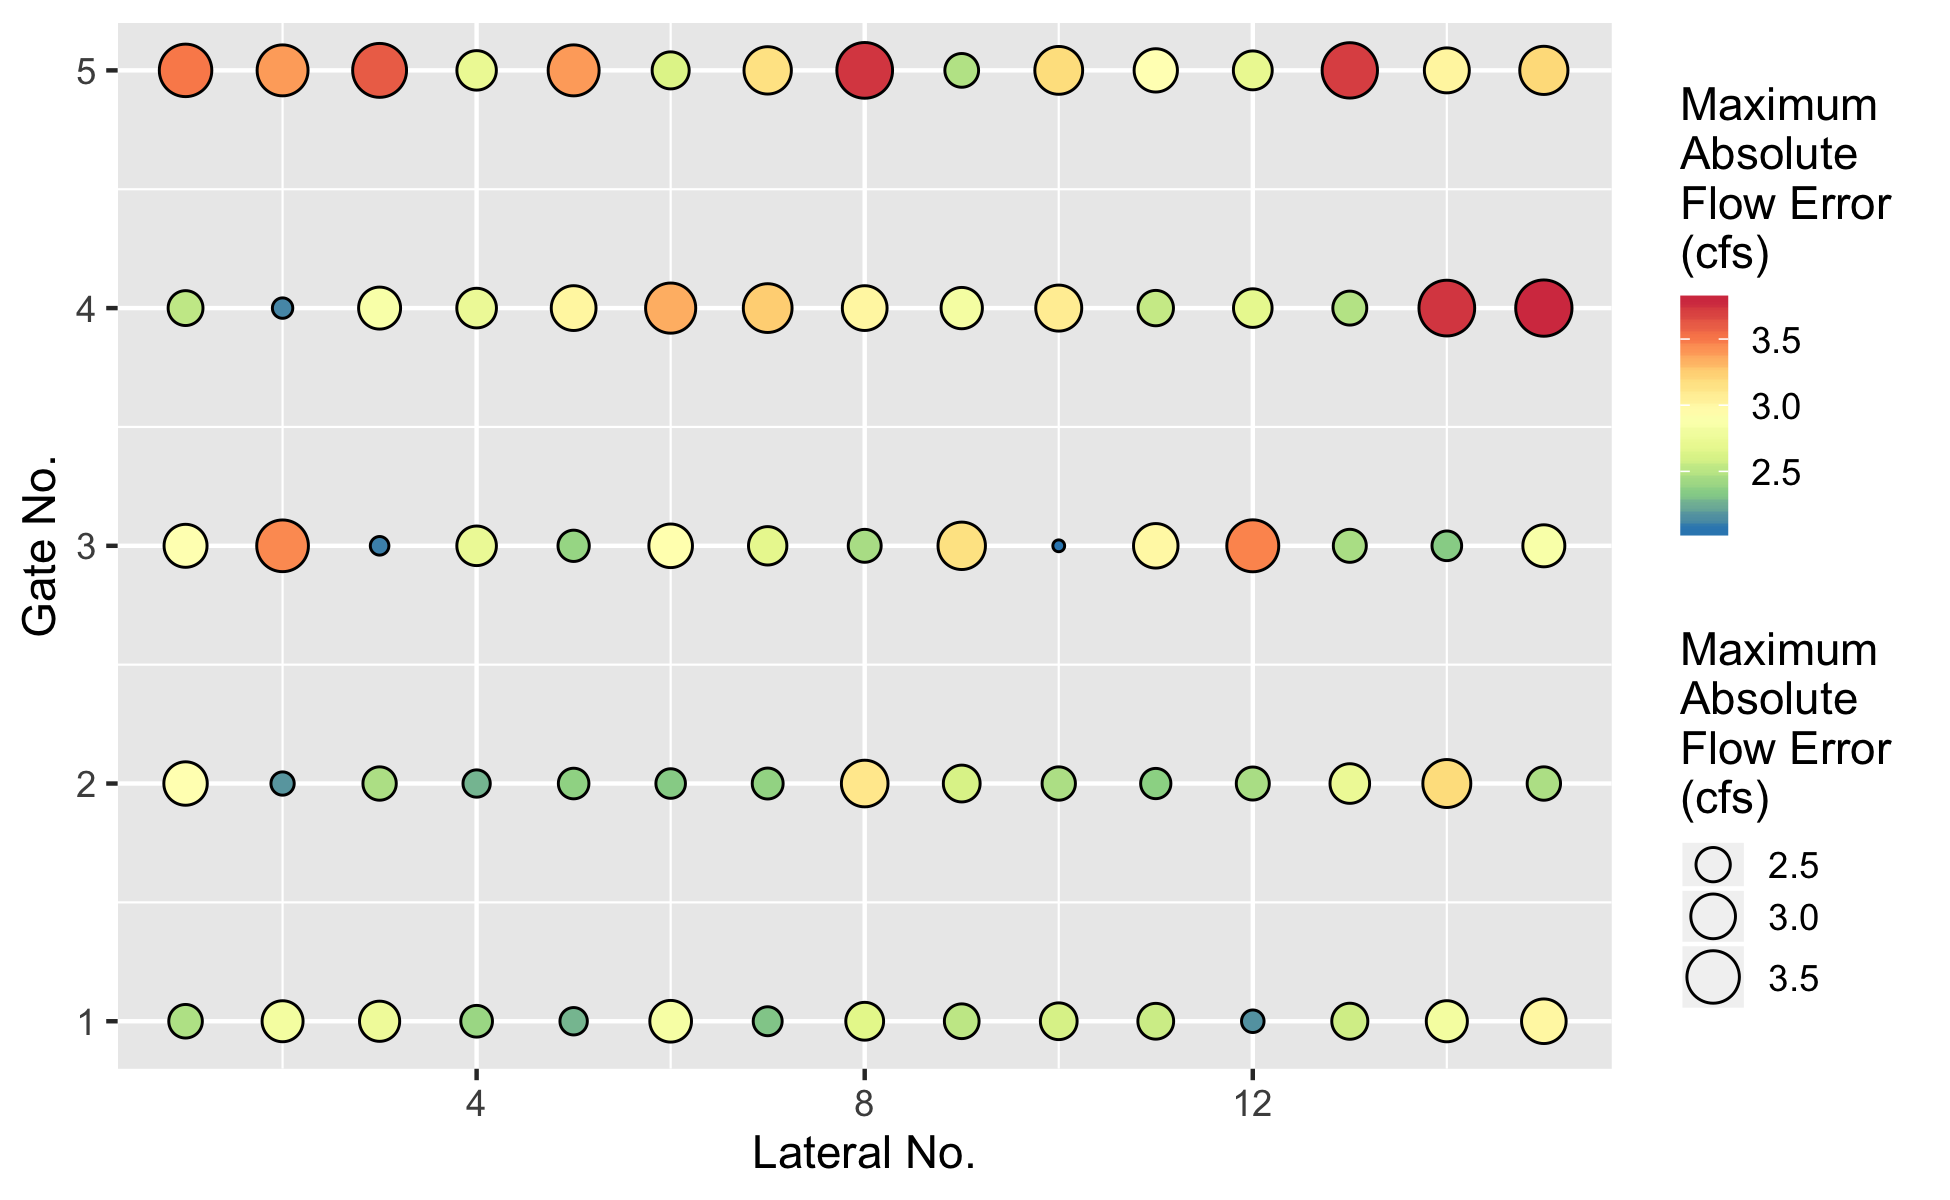 5
4
3
2
1
Gate No.
4
8
12
Lateral No.
Maximum
Absolute
Flow Error
(cfs)
3.5
3.0
2.5
Maximum
Absolute
Flow Error
(cfs)
2.5
3.0
3.5